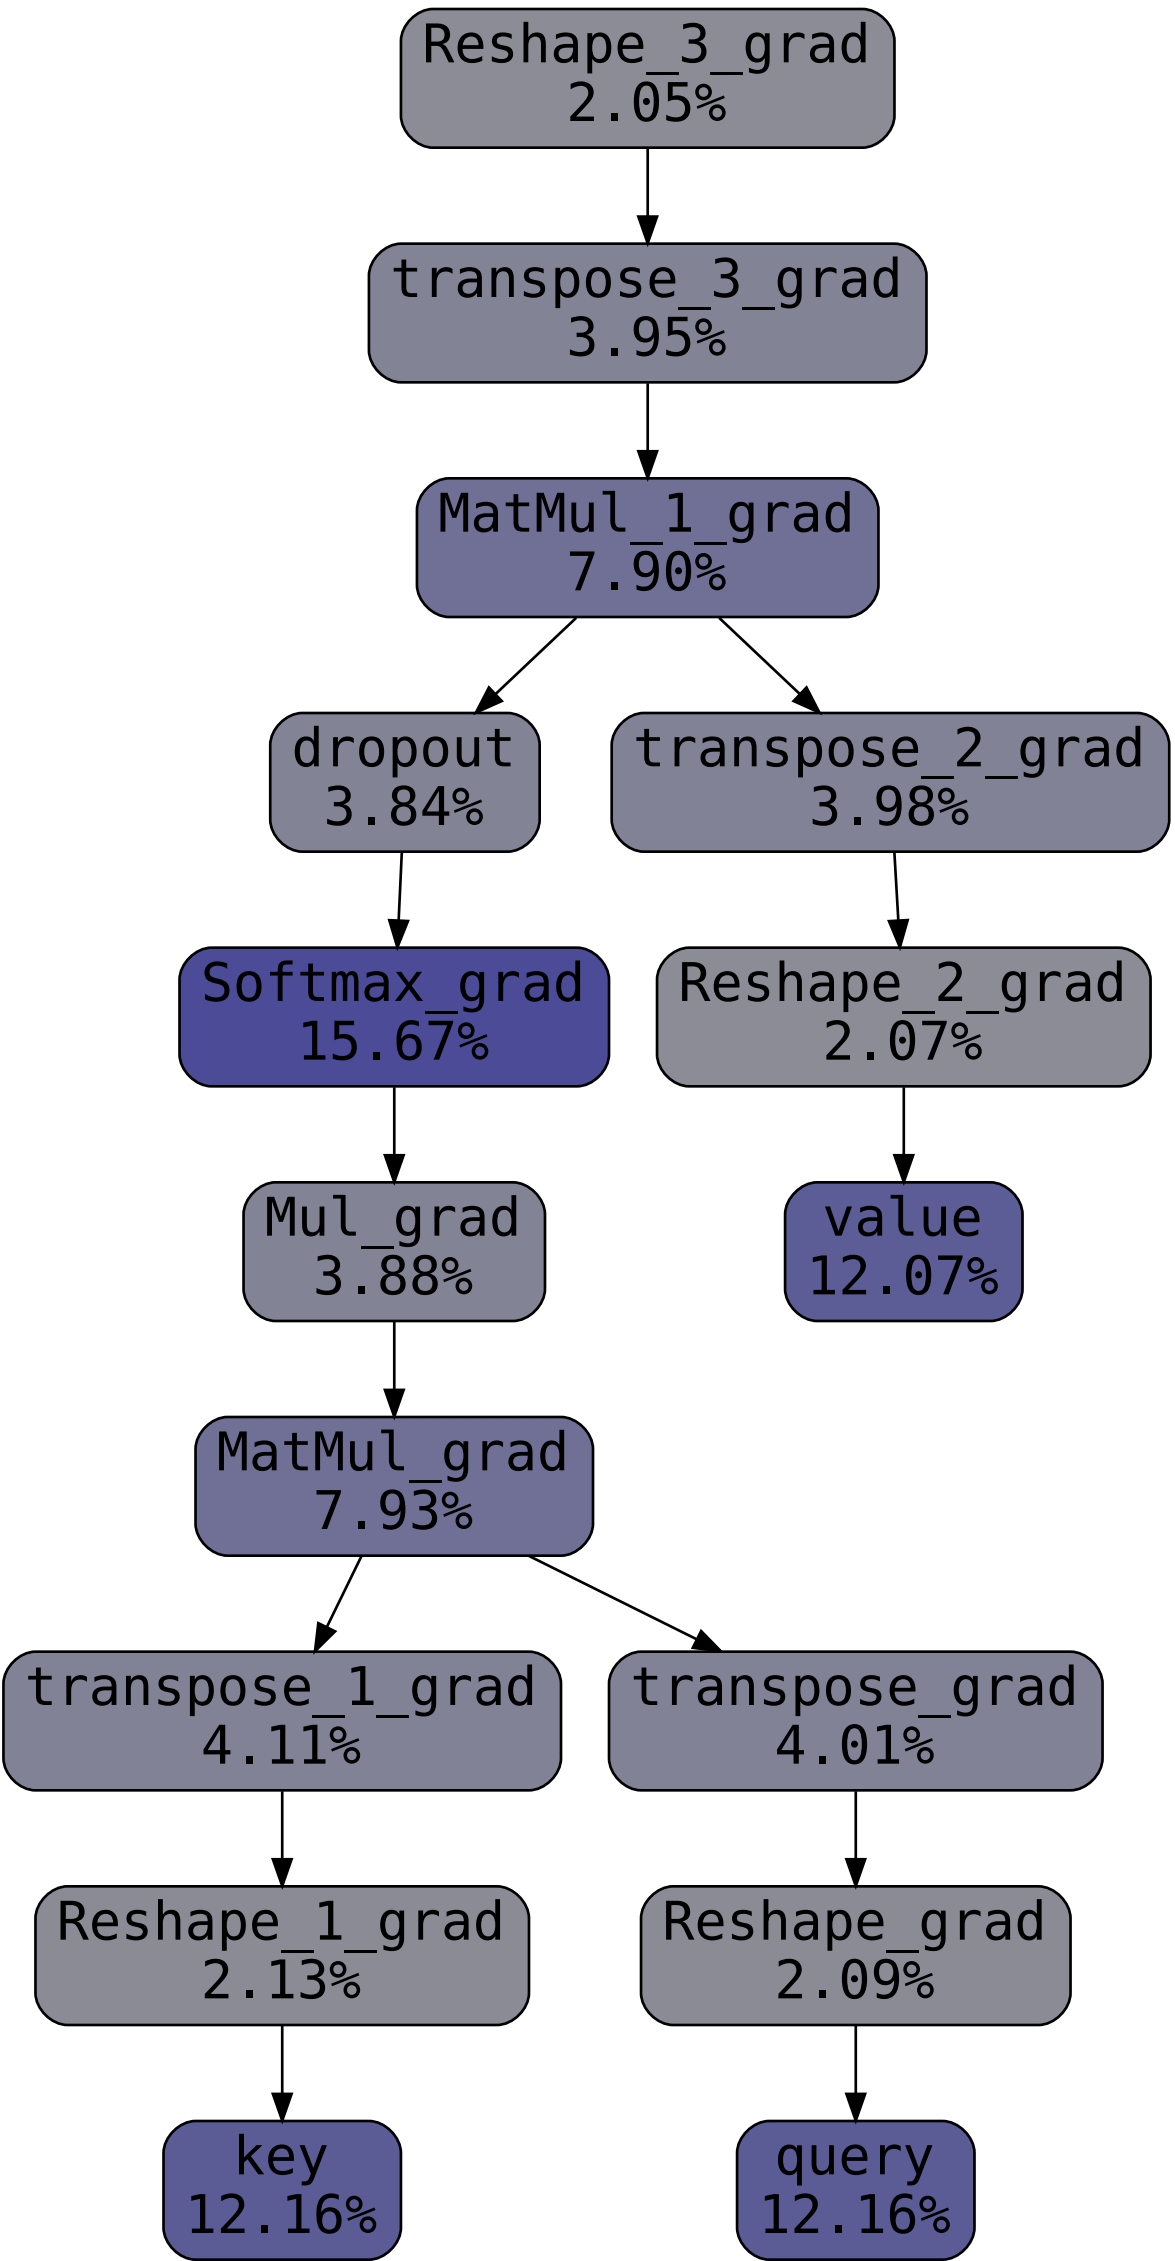 Reshape_3_grad
2.05%
transpose_3_grad
3.95%
MatMul_1_grad
7.90%
dropout
3.84%
transpose_2_grad
3.98%
Softmax_grad
15.67%
Reshape_2_grad
2.07%
Mul_grad
3.88%
value
12.07%
MatMul_grad
7.93%
transpose_1_grad
4.11%
transpose_grad
4.01%
Reshape_1_grad
2.13%
Reshape_grad
2.09%
key
12.16%
query
12.16%